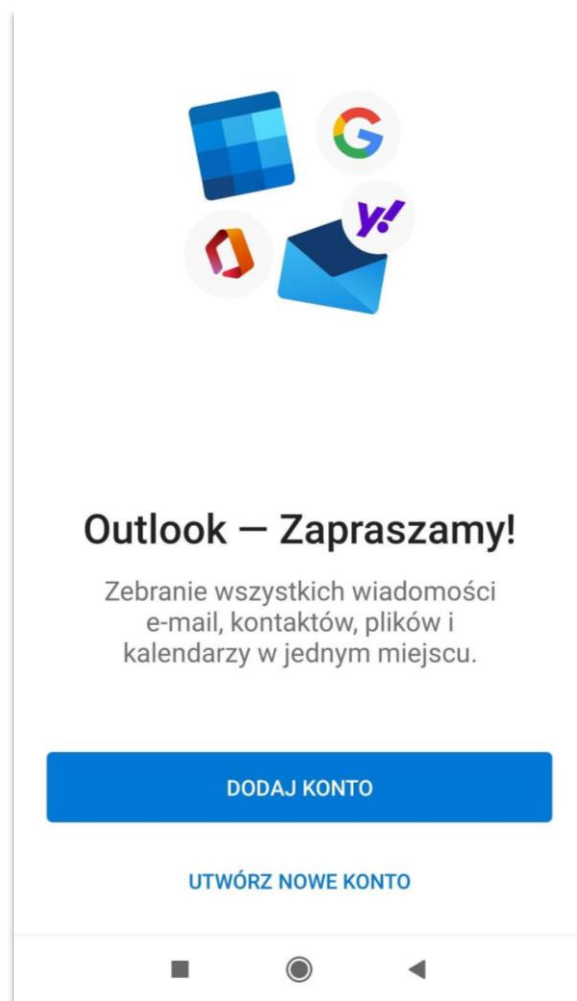 Outlook — Zapraszamy!
Zebranie wszystkich wiadomości
e-mail, kontaktów, plików i
kalendarzy w jednym miejscu.
DODAJ KONTO
UTWÓRZ NOWE KONTO